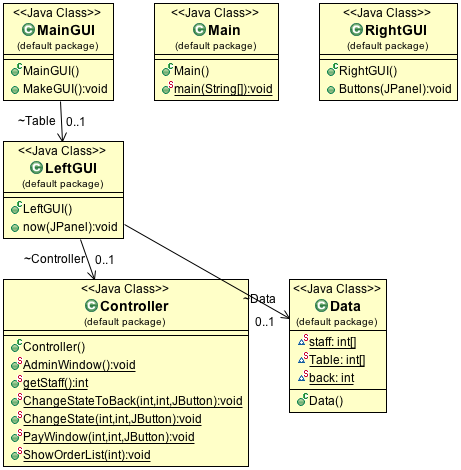 <<Java Class>>
MainGUI
(default package)
MainGUI()
MakeGUI():void
<<Java Class>>
Main
(default package)
Main()
main(String[]):void
<<Java Class>>
RightGUI
(default package)
RightGUI()
Buttons(JPanel):void
~Table
0..1
<<Java Class>>
LeftGUI
(default package)
LeftGUI()
now(JPanel):void
~Controller
0..1
~Data
0..1
<<Java Class>>
Controller
(default package)
Controller()
AdminWindow():void
getStaff():int
ChangeStateToBack(int,int,JButton):void
ChangeState(int,int,JButton):void
PayWindow(int,int,JButton):void
ShowOrderList(int):void
<<Java Class>>
Data
(default package)
staff: int[]
Table: int[]
back: int
Data()